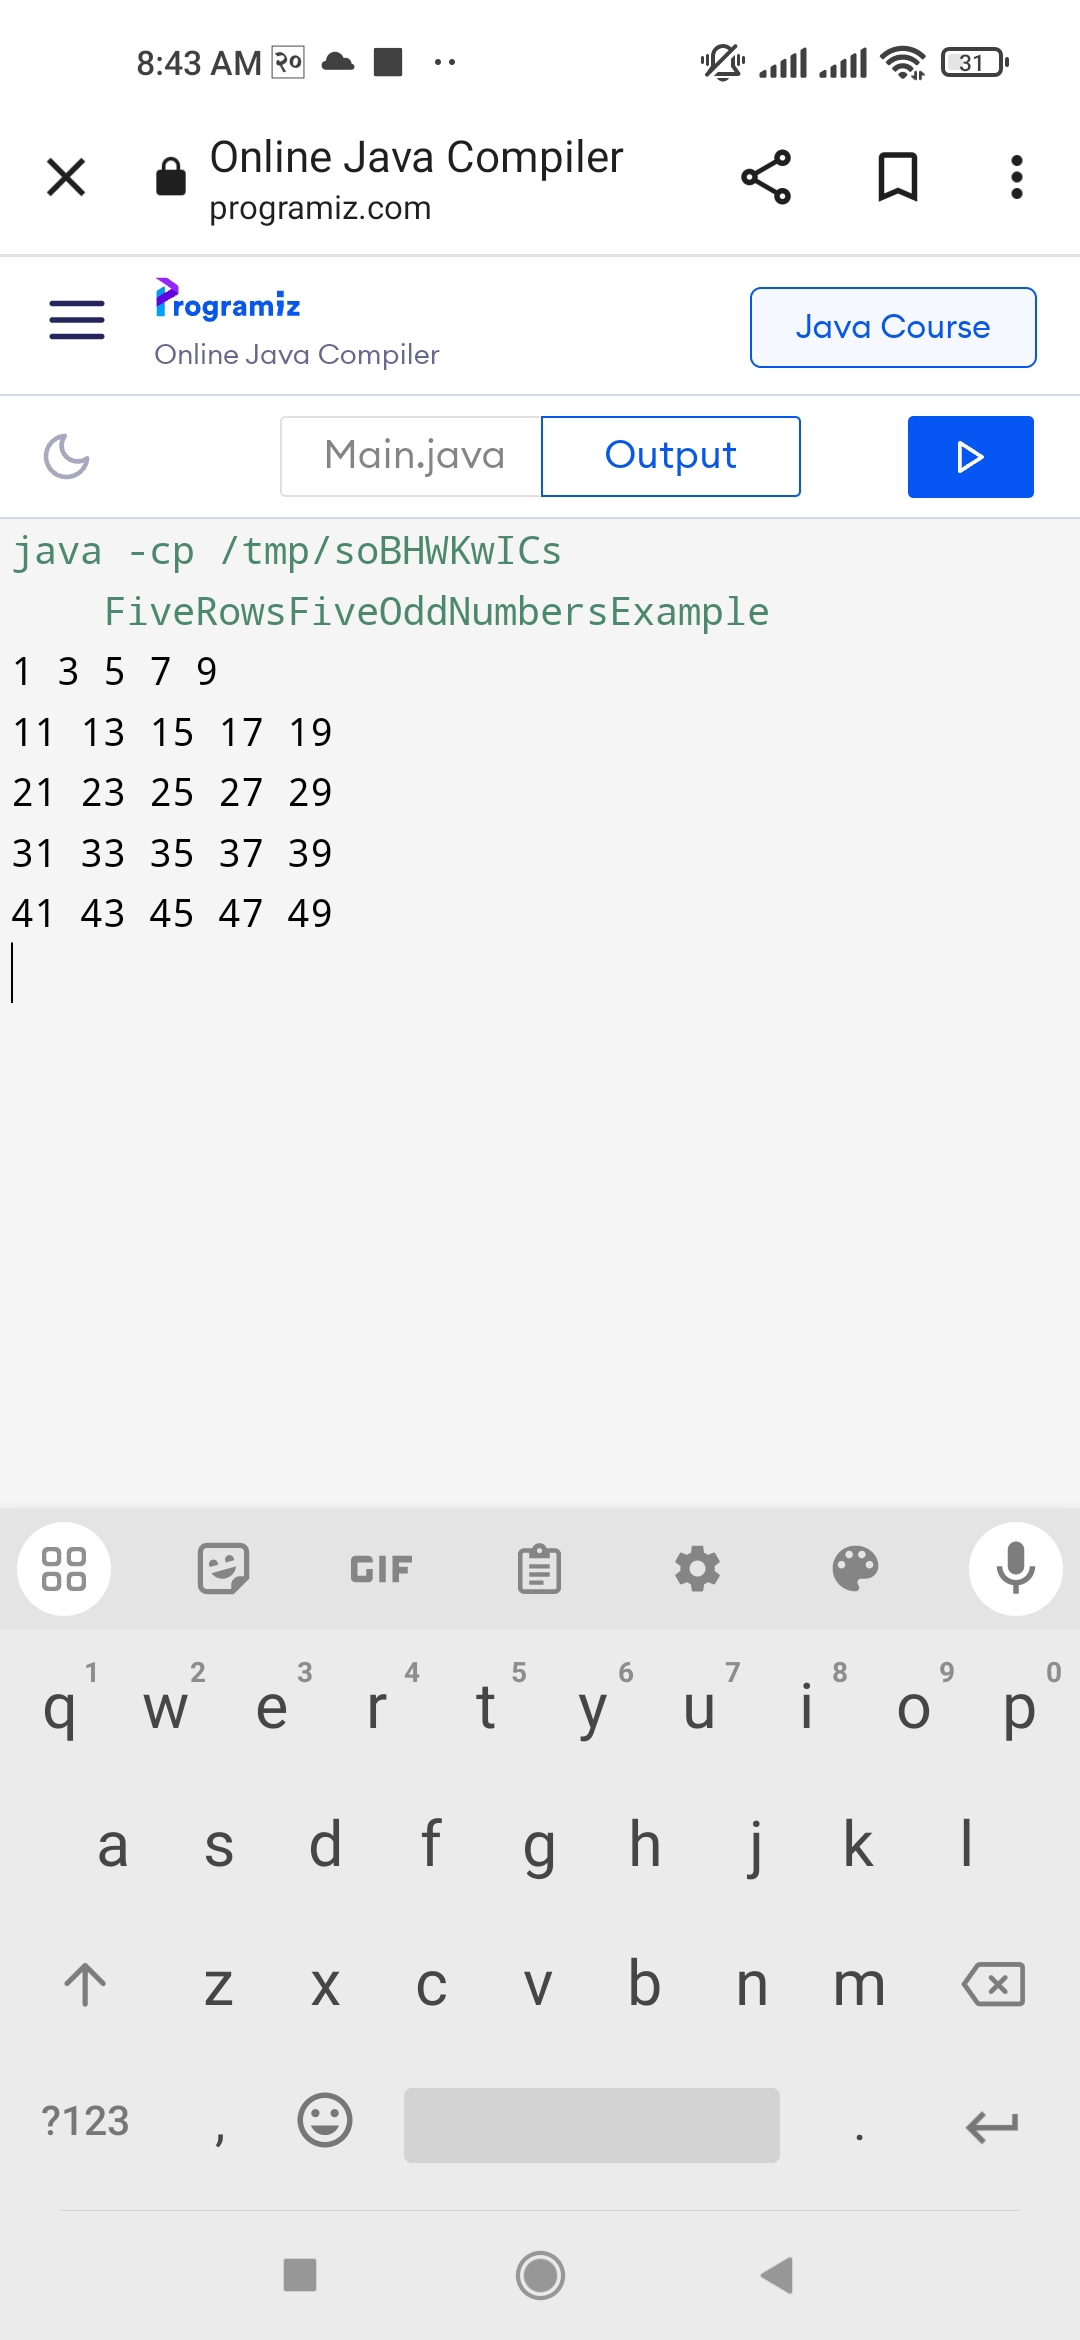 8:43 AM २० 31
Online Java Compiler
programiz.com
Programiz
Online Java Compiler
Java Course
Main.java Output
java -cp /tmp/soBHWKwICs
FiveRowsFiveOddNumbersExample
1 3 5 7 9
11 13 15 17 19
21 23 25 27 29
31 33 35 37 39
41 43 45 47 49
GIF
1 2 3 4 5 6 7 8 9 0
q w e r t y u i o p
a s d f g h j k l
z x c v b n m
?123 , .